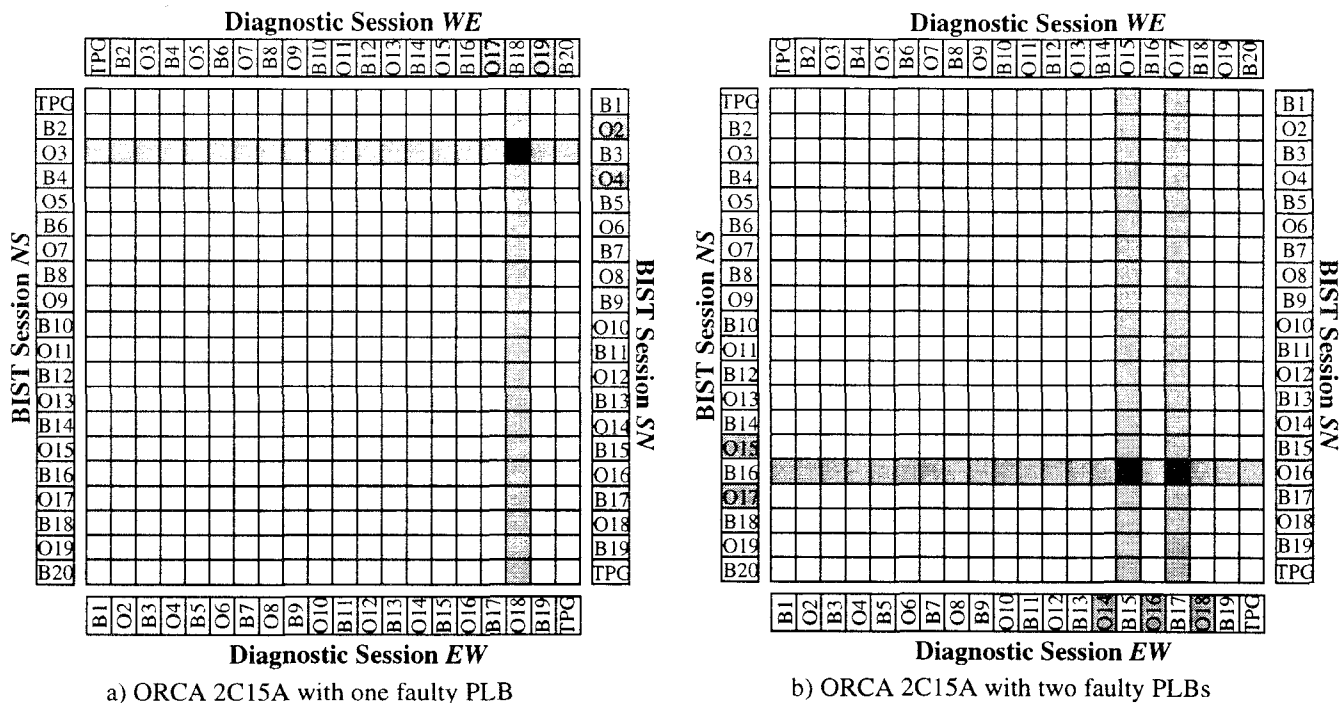 Diagnostic Session WE
TPG B2 O3 B4 O5 B6 O7 B8 O9 B10 O11 B12 O13 B14 O15 B16 O17 B18 O19 B20
BIST Session NS
TPG
B2
O3
B4
O5
B6
O7
B8
O9
B10
O11
B12
O13
B14
O15
B16
O17
B18
O19
B20
B1
O2
B3
O4
B5
O6
B7
O8
B9
O10
B11
O12
B13
O14
B15
O16
B17
O18
B19
TPG
BIST Session SN
B1 O2 B3 O4 B5 O6 B7 O8 B9 O10 B11 O12 B13 O14 B15 O16 B17 O18 B19 TPG
Diagnostic Session EW
a) ORCA 2C15A with one faulty PLB
Diagnostic Session WE
TPG B2 O3 B4 O5 B6 O7 B8 O9 B10 O11 B12 O13 B14 O15 B16 O17 B18 O19 B20
BIST Session NS
TPG
B2
O3
B4
O5
B6
O7
B8
O9
B10
O11
B12
O13
B14
O15
B16
O17
B18
O19
B20
B1
O2
B3
O4
B5
O6
B7
O8
B9
O10
B11
O12
B13
O14
B15
O16
B17
O18
B19
TPG
BIST Session SN
B1 O2 B3 O4 B5 O6 B7 O8 B9 O10 B11 O12 B13 O14 B15 O16 B17 O18 B19 TPG
Diagnostic Session EW
b) ORCA 2C15A with two faulty PLBs